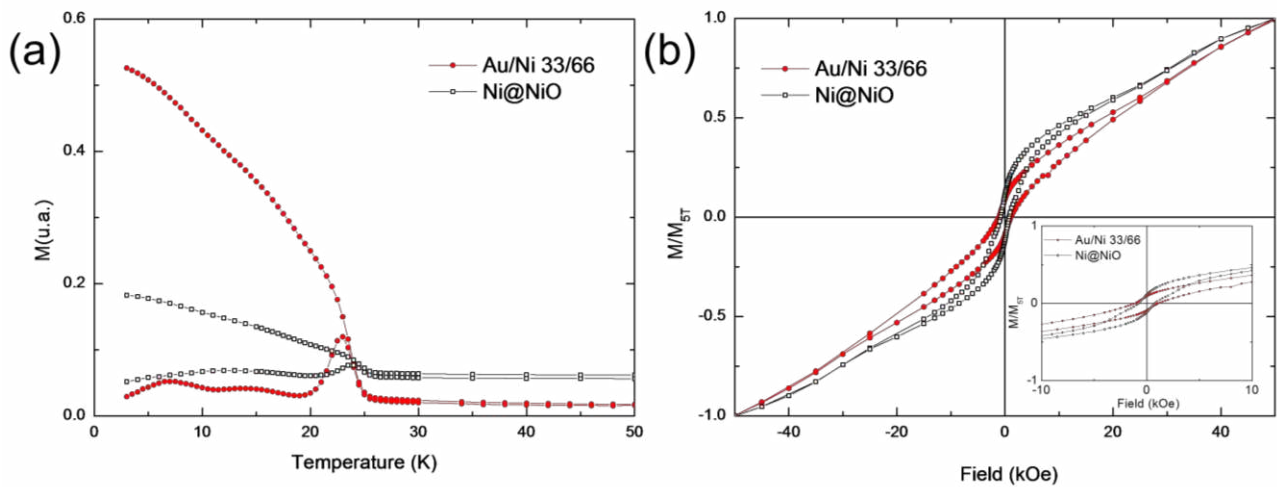 (a)
0.6
0.4
0.2
0.0
M(u.a.)
Au/Ni 33/66
Ni@NiO
0 10 20 30 40 50
Temperature (K)
(b)
1.0
0.5
0.0
-0.5
-1.0
M/M5T
Au/Ni 33/66
Ni@NiO
-40 -20 0 20 40
Field (kOe)
1
0
-1
M/M5T
Au/Ni 33/66
Ni@NiO
-10 0 10
Field (kOe)